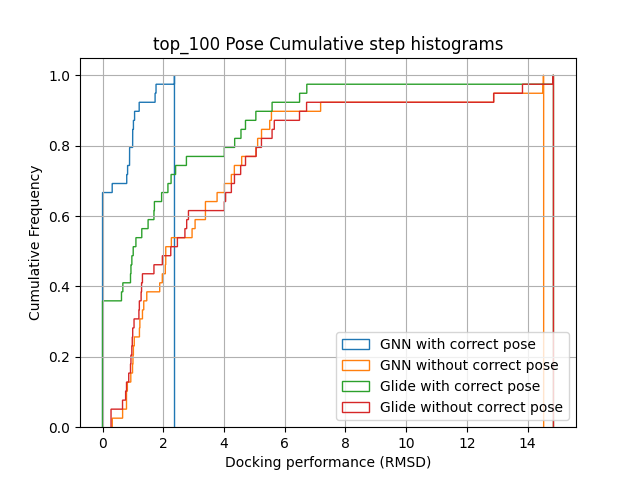 top_100 Pose Cumulative step histograms
1.0
0.8
0.6
0.4
0.2
0.0
Cumulative Frequency
GNN with correct pose
GNN without correct pose
Glide with correct pose
Glide without correct pose
0 2 4 6 8 10 12 14
Docking performance (RMSD)